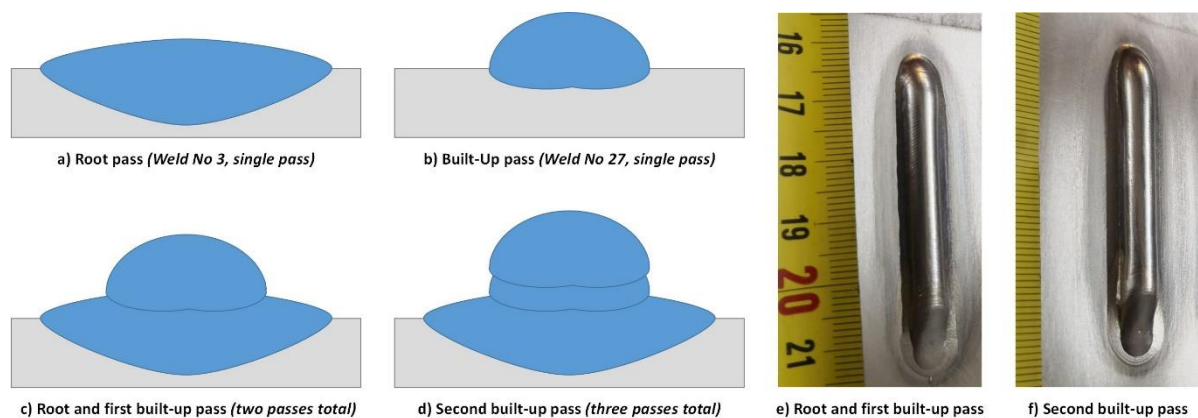 a) Root pass (Weld No 3, single pass)
b) Built-Up pass (Weld No 27, single pass)
16
17
18
19
20
21
c) Root and first built-up pass (two passes total)
d) Second built-up pass (three passes total)
e) Root and first built-up pass
f) Second built-up pass